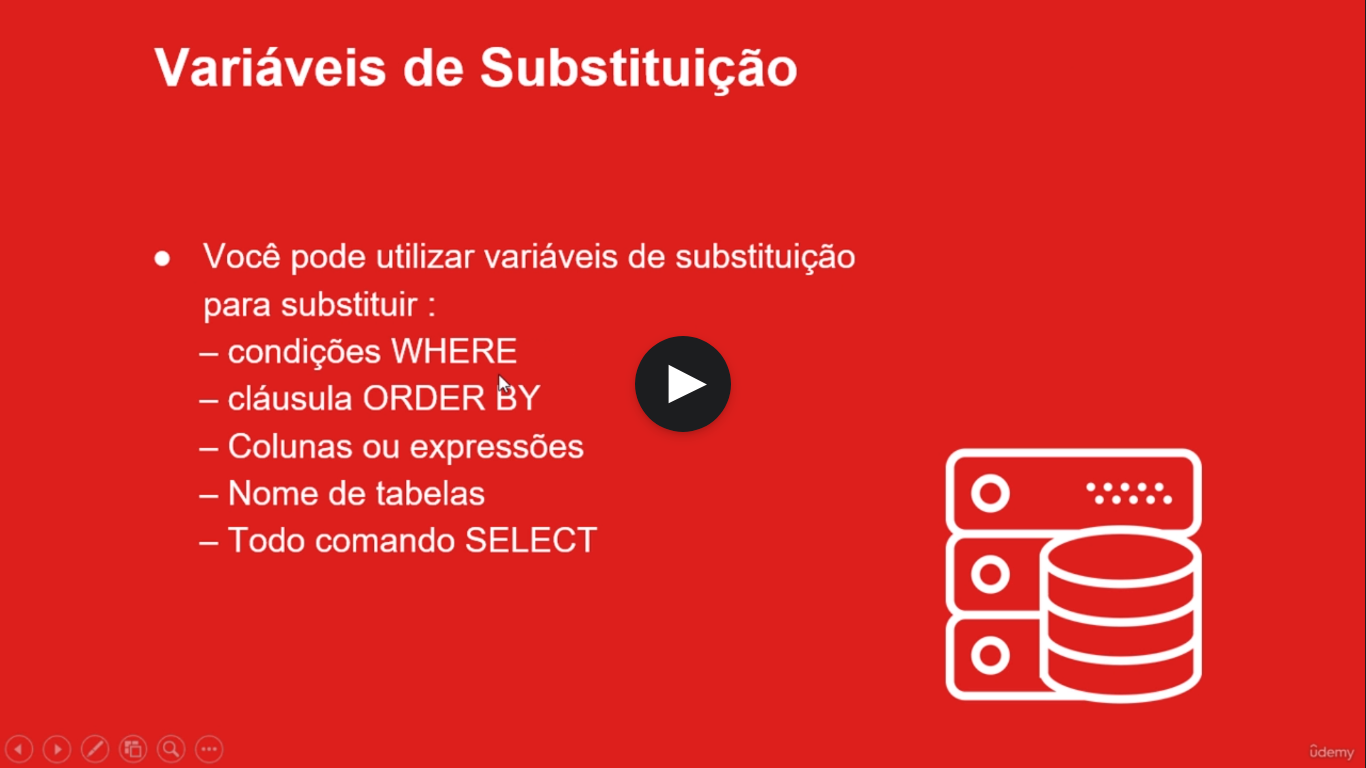 Variáveis de Substituição
● Você pode utilizar variáveis de substituição
para substituir :
– condições WHERE
– cláusula ORDER BY
– Colunas ou expressões
– Nome de tabelas
– Todo comando SELECT
ûdemy